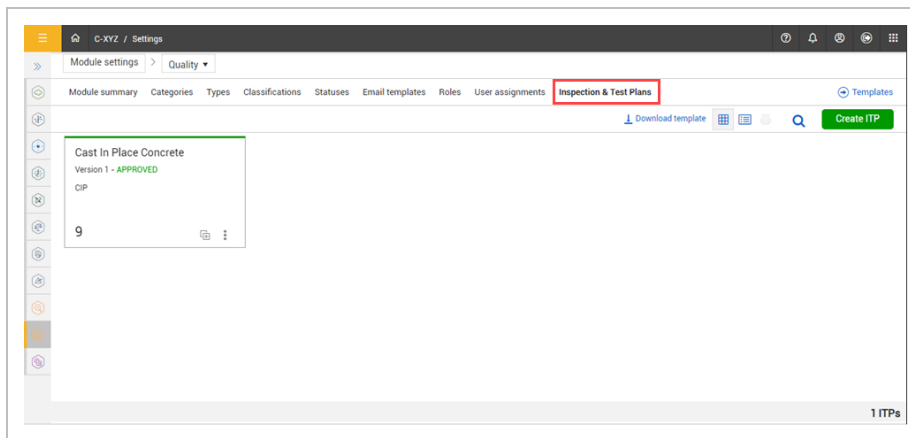 C-XYZ / Settings
Module settings > Quality
Module summary Categories Types Classifications Statuses Email templates Roles User assignments Inspection & Test Plans Templates
Download template Create ITP
Cast In Place Concrete
Version 1 - APPROVED
CIP
9
1 ITPs